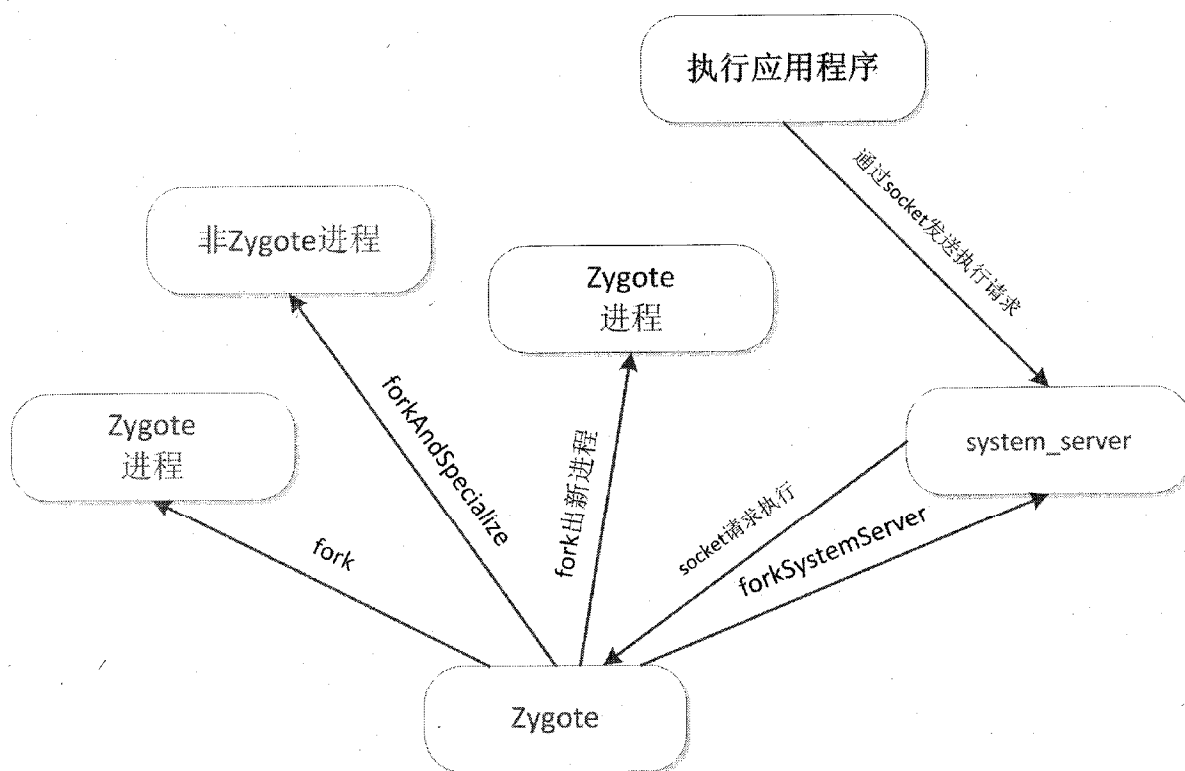 执行应用程序
通过socket发送执行请求
非Zygote进程
Zygote
进程
Zygote
进程
system_server
forkAndSpecialize
fork出新进程
socket请求执行
forkSystemServer
fork
Zygote